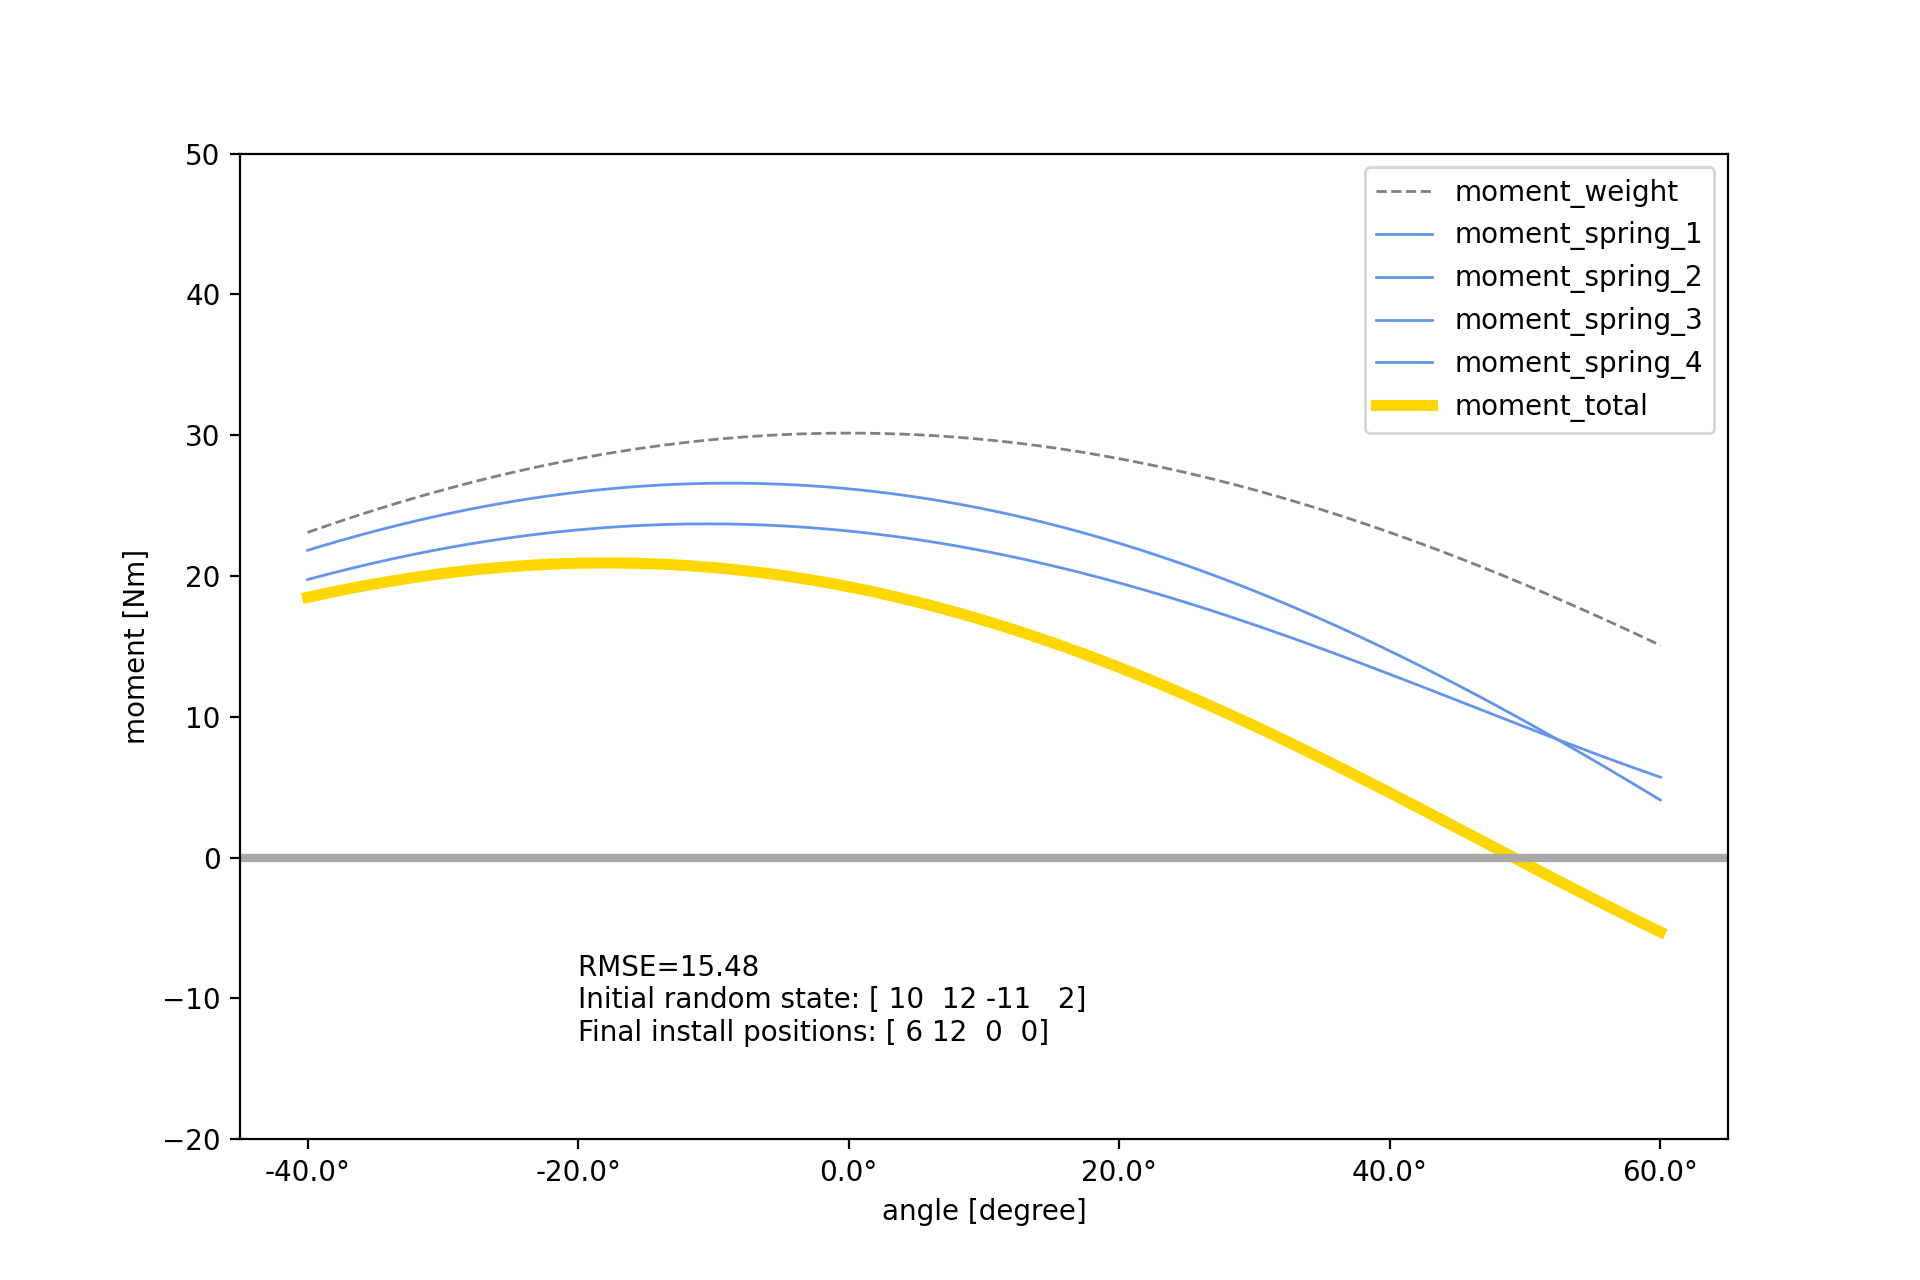 50
40
30
20
10
0
−10
−20
moment [Nm]
moment_weight
moment_spring_1
moment_spring_2
moment_spring_3
moment_spring_4
moment_total
RMSE=15.48
Initial random state: [ 10  12 -11   2]
Final install positions: [ 6 12  0  0]
-40.0° -20.0° 0.0° 20.0° 40.0° 60.0°
angle [degree]